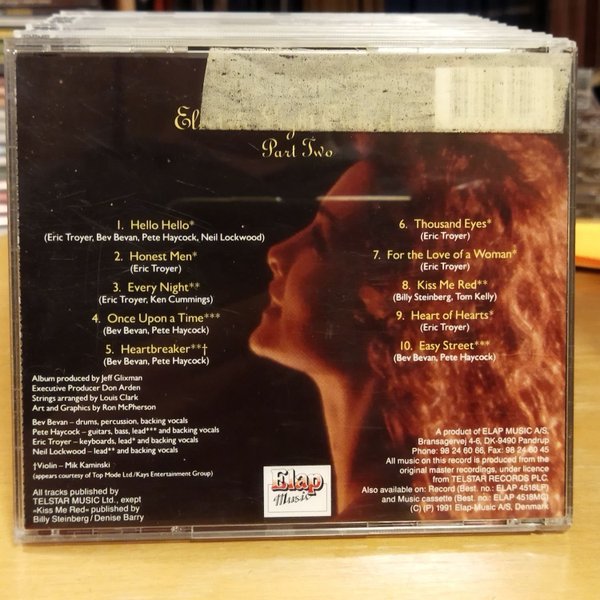 Part Two
1. Hello Hello*
(Eric Troyer, Bev Bevan, Pete Haycock, Neil Lockwood)
2. Honest Men*
(Eric Troyer)
3. Every Night**
(Eric Troyer, Ken Cummings)
4. Once Upon a Time***
(Bev Bevan, Pete Haycock)
5. Heartbreaker**†
(Bev Bevan, Pete Haycock)
6. Thousand Eyes*
(Eric Troyer)
7. For the Love of a Woman*
(Eric Troyer)
8. Kiss Me Red**
(Billy Steinberg, Tom Kelly)
9. Heart of Hearts*
(Eric Troyer)
10. Easy Street***
(Bev Bevan, Pete Haycock)
Album produced by Jeff Glixman
Executive Producer Don Arden
Strings arranged by Louis Clark
Art and Graphics by Ron McPherson
Bev Bevan – drums, percussion, backing vocals
Pete Haycock – guitars, bass, lead*** and backing vocals
Eric Troyer – keyboards, lead* and backing vocals
Neil Lockwood – lead** and backing vocals
†Violin – Mik Kaminski
(appears courtesy of Top Mode Ltd/Kays Entertainment Group)
All tracks published by
TELSTAR MUSIC Ltd., exept
»Kiss Me Red« published by
Billy Steinberg/Denise Barry
Elap
Music
A product of ELAP MUSIC A/S,
Bransagervej 4-6, DK-9490 Pandrup
Phone: 98 24 60 66, Fax: 98 24 60 45
All music on this record is produced from the
original master recordings, under licence
from TELSTAR RECORDS PLC
Also available on: Record (Best. no.: ELAP 4518LP)
and Music cassette (Best. no.: ELAP 4518MC)
(C) (P) 1991 Elap-Music A/S, Denmark